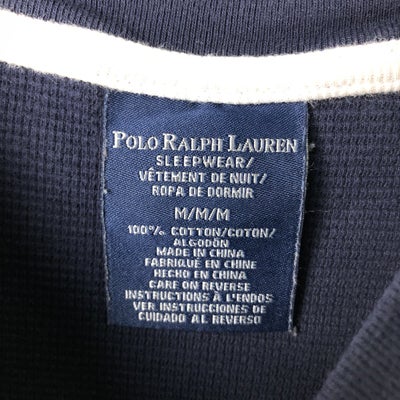 POLO RALPH LAUREN
SLEEPWEAR/
VÊTEMENT DE NUIT/
ROPA DE DORMIR
M/M/M
100% COTTON/COTON/
ALGODÓN
MADE IN CHINA
FABRIQUÉ EN CHINE
HECHO EN CHINA
CARE ON REVERSE
INSTRUCTIONS À L'ENDOS
VER INSTRUCCIONES DE
CUIDADO AL REVERSO